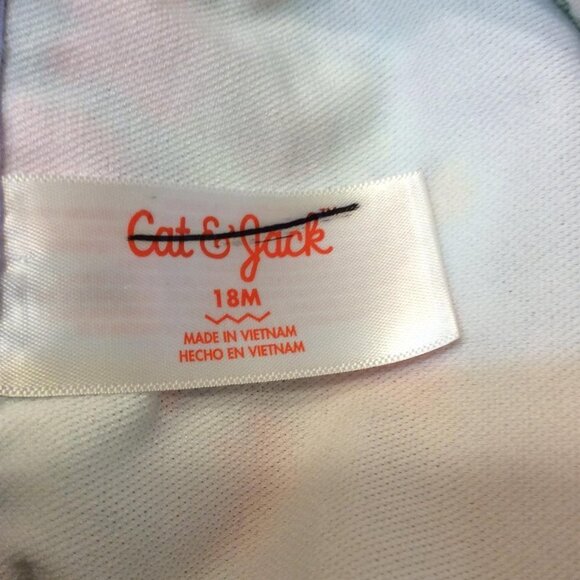 Cat & Jack™
18M
MADE IN VIETNAM
HECHO EN VIETNAM